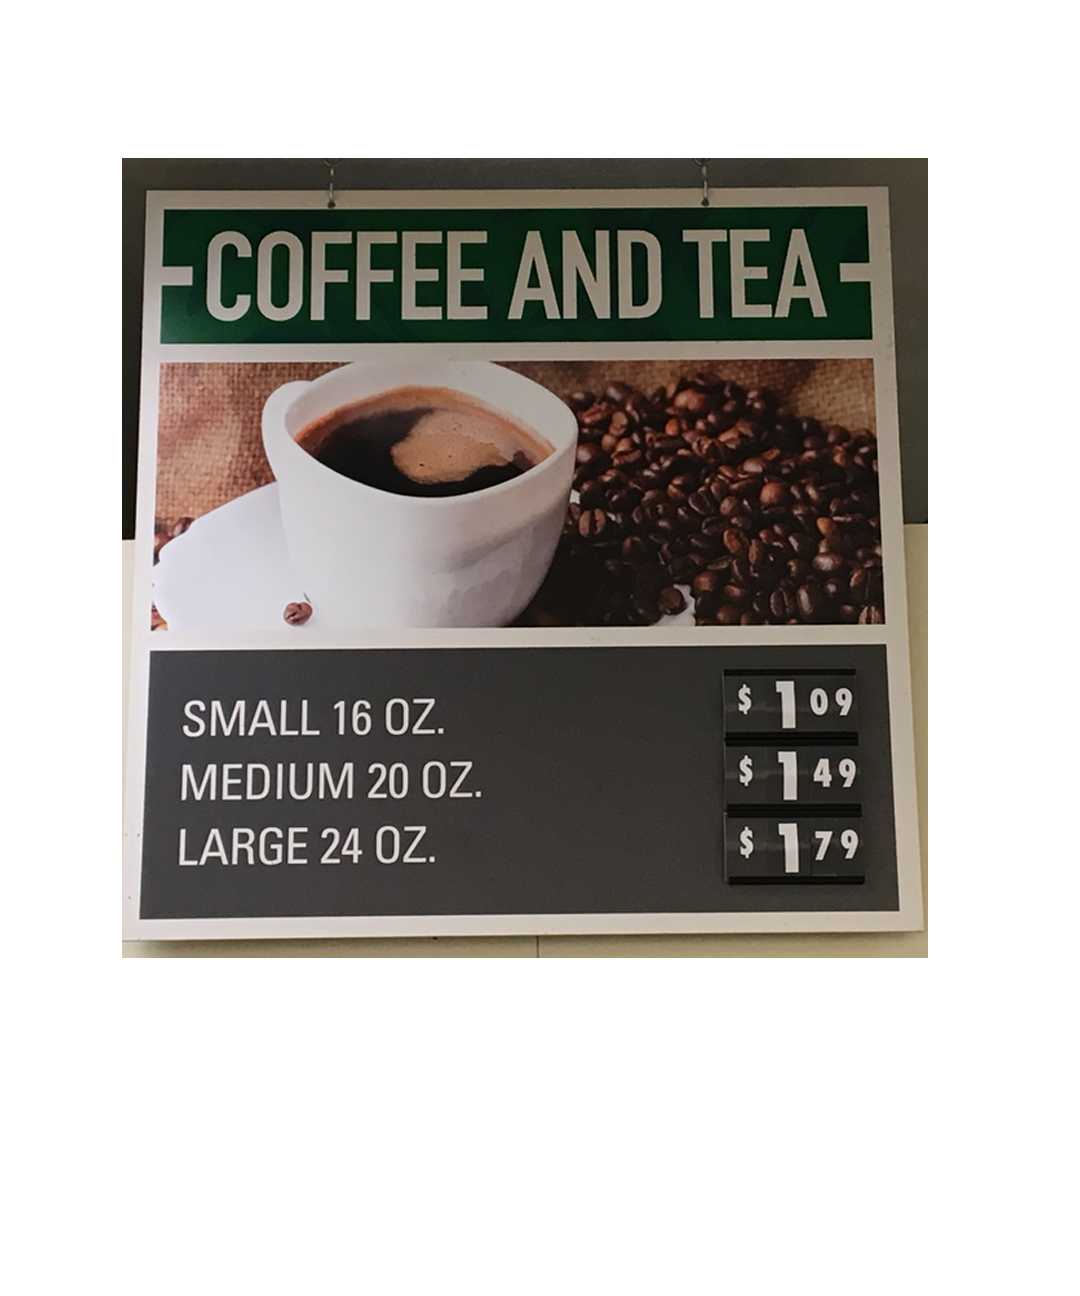 COFFEE AND TEA
SMALL 16 OZ. $ 1 09
MEDIUM 20 OZ. $ 1 49
LARGE 24 OZ. $ 1 79